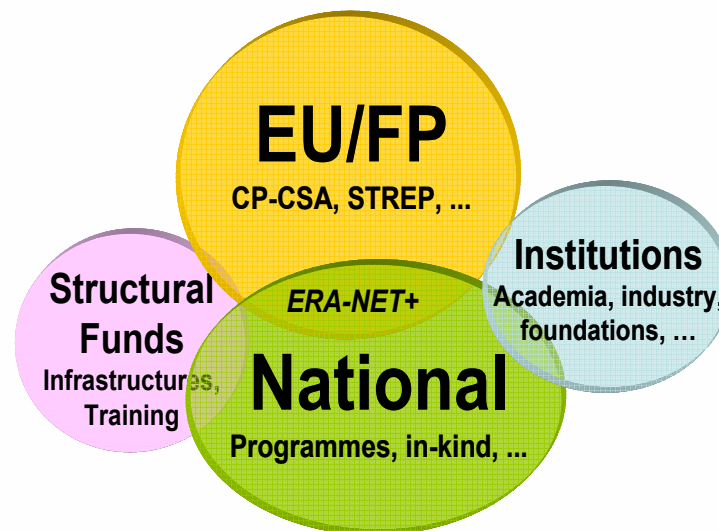 EU/FP
CP-CSA, STREP, ...
Institutions
Academia, industry,
foundations, ...
Structural
Funds
Infrastructures,
Training
ERA-NET+
National
Programmes, in-kind, ...